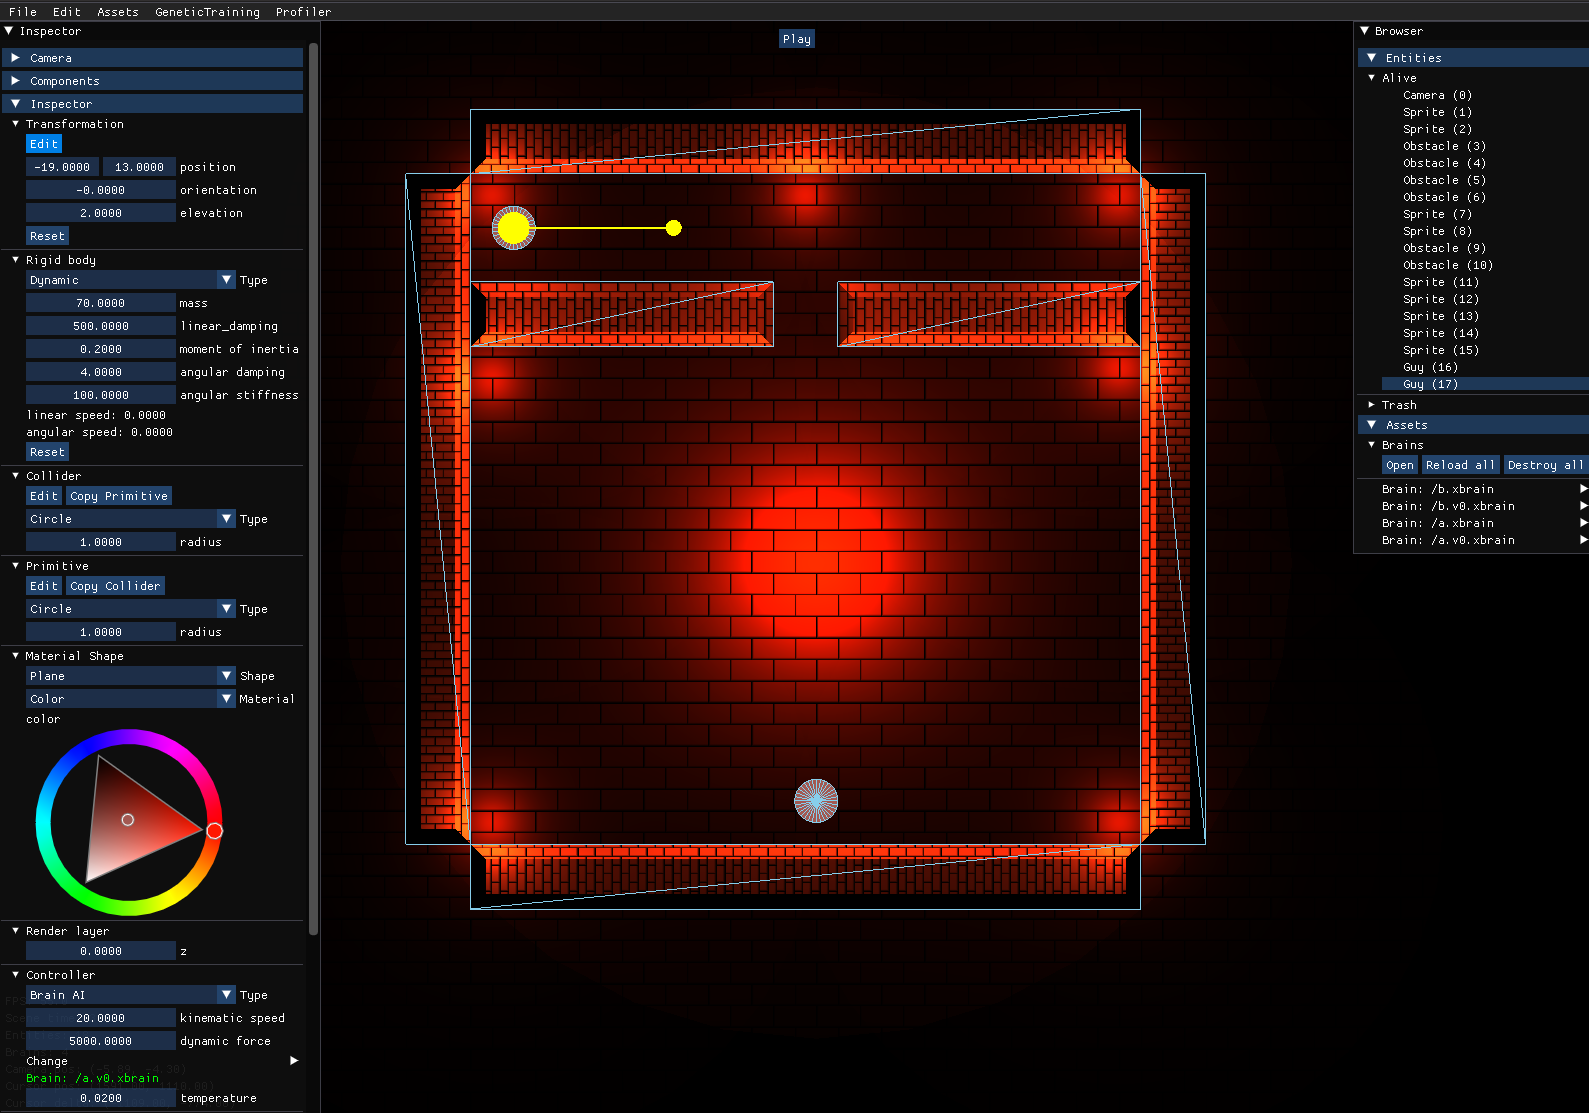 File Edit Assets GeneticTraining Profiler
Inspector
Camera
Components
Inspector
Transformation
Edit
-19.0000 13.0000 position
-0.0000 orientation
2.0000 elevation
Reset
Rigid body
Dynamic Type
70.0000 mass
500.0000 linear_damping
0.2000 moment of inertia
4.0000 angular damping
100.0000 angular stiffness
linear speed: 0.0000
angular speed: 0.0000
Reset
Collider
Edit Copy Primitive
Circle Type
1.0000 radius
Primitive
Edit Copy Collider
Circle Type
1.0000 radius
Material Shape
Plane Shape
Color Material
color
Render layer
0.0000 z
Controller
Brain AI Type
20.0000 kinematic speed
5000.0000 dynamic force
Change
Brain: /a.v0.xbrain
0.0200 temperature
Play
Browser
Entities
Alive
Camera (0)
Sprite (1)
Sprite (2)
Obstacle (3)
Obstacle (4)
Obstacle (5)
Obstacle (6)
Sprite (7)
Sprite (8)
Obstacle (9)
Obstacle (10)
Sprite (11)
Sprite (12)
Sprite (13)
Sprite (14)
Sprite (15)
Guy (16)
Guy (17)
Trash
Assets
Brains
Open Reload all Destroy all
Brain: /b.xbrain
Brain: /b.v0.xbrain
Brain: /a.xbrain
Brain: /a.v0.xbrain